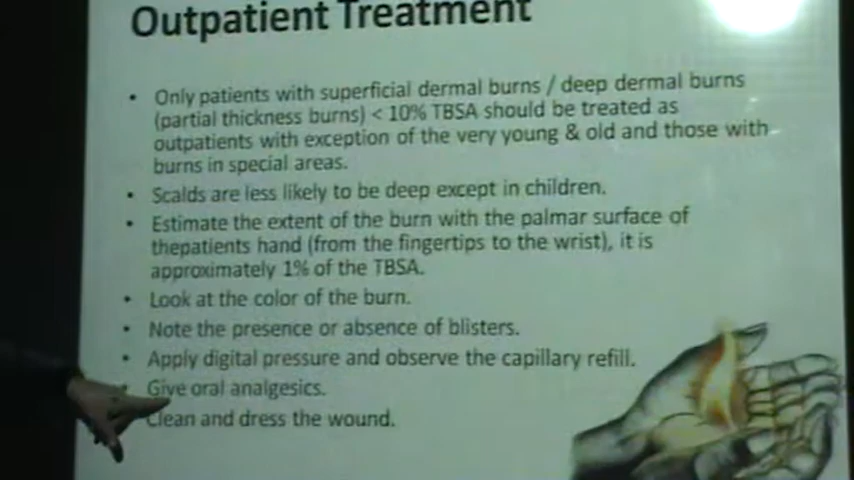 Outpatient Treatment
• Only patients with superficial dermal burns / deep dermal burns
(partial thickness burns) < 10% TBSA should be treated as
outpatients with exception of the very young & old and those with
burns in special areas.
• Scalds are less likely to be deep except in children.
• Estimate the extent of the burn with the palmar surface of
thepatients hand (from the fingertips to the wrist), it is
approximately 1% of the TBSA.
• Look at the color of the burn.
• Note the presence or absence of blisters.
• Apply digital pressure and observe the capillary refill.
• Give oral analgesics.
Clean and dress the wound.